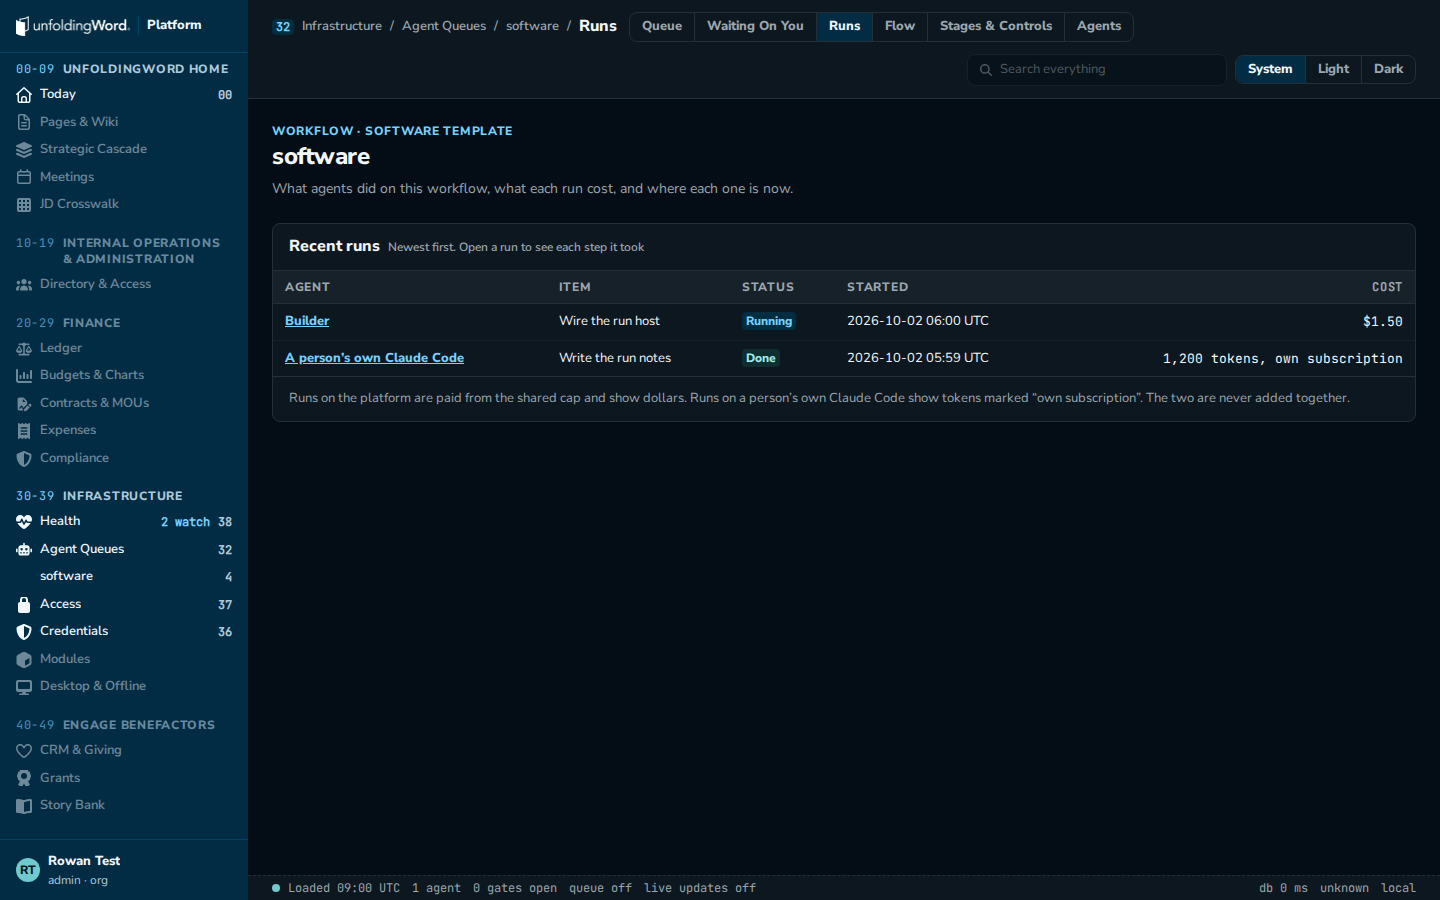 unfoldingWord Platform
00-09 UNFOLDINGWORD HOME
Today 00
Pages & Wiki
Strategic Cascade
Meetings
JD Crosswalk
10-19 INTERNAL OPERATIONS
& ADMINISTRATION
Directory & Access
20-29 FINANCE
Ledger
Budgets & Charts
Contracts & MOUs
Expenses
Compliance
30-39 INFRASTRUCTURE
Health 2 watch 38
Agent Queues 32
software 4
Access 37
Credentials 36
Modules
Desktop & Offline
40-49 ENGAGE BENEFACTORS
CRM & Giving
Grants
Story Bank
RT Rowan Test
admin · org
32 Infrastructure / Agent Queues / software / Runs Queue Waiting On You Runs Flow Stages & Controls Agents
Search everything System Light Dark
WORKFLOW · SOFTWARE TEMPLATE
software
What agents did on this workflow, what each run cost, and where each one is now.
Recent runs Newest first. Open a run to see each step it took
AGENT ITEM STATUS STARTED COST
Builder Wire the run host Running 2026-10-02 06:00 UTC $1.50
A person's own Claude Code Write the run notes Done 2026-10-02 05:59 UTC 1,200 tokens, own subscription
Runs on the platform are paid from the shared cap and show dollars. Runs on a person's own Claude Code show tokens marked “own subscription”. The two are never added together.
Loaded 09:00 UTC 1 agent 0 gates open queue off live updates off db 0 ms unknown local